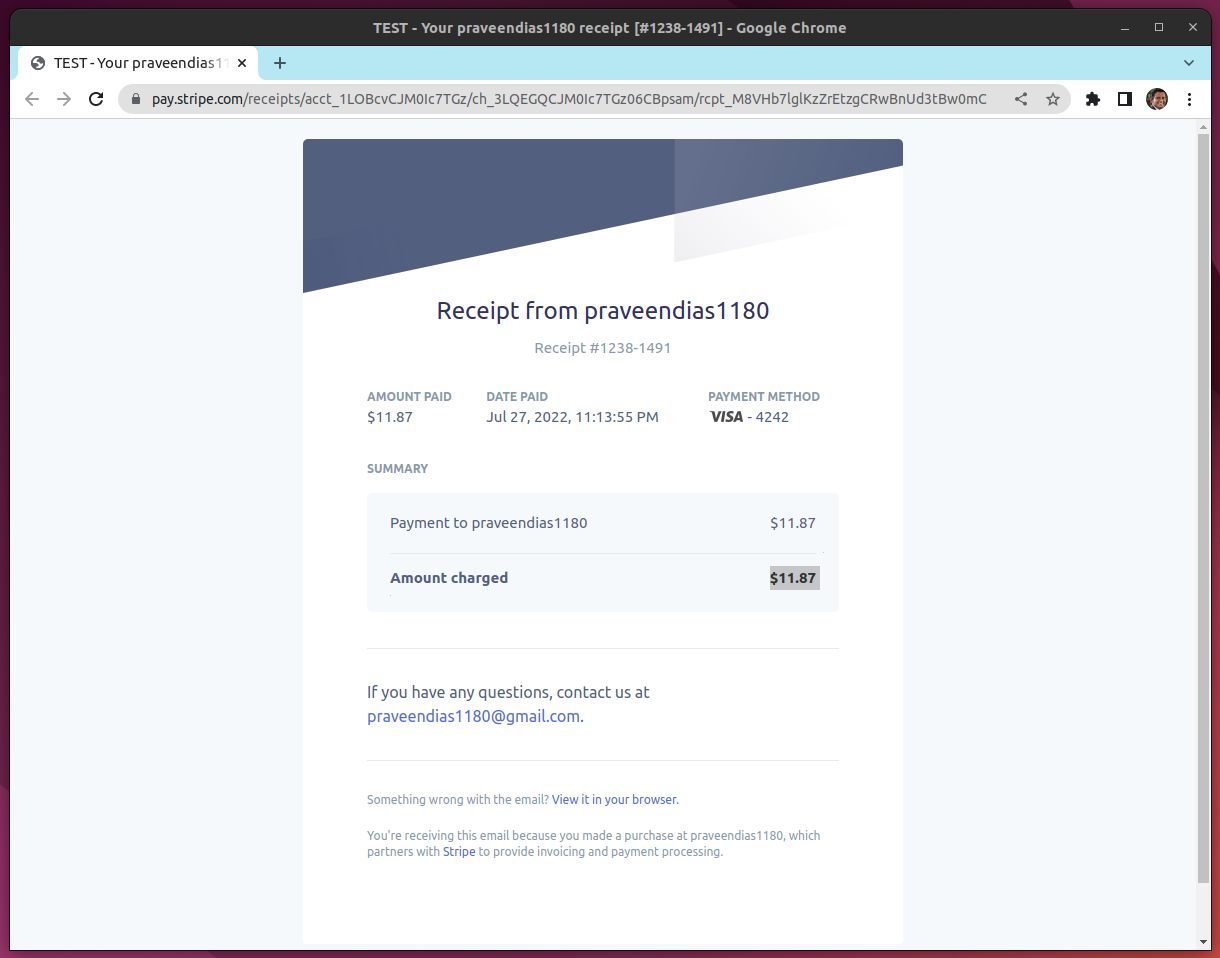 TEST - Your praveendias1180 receipt [#1238-1491] - Google Chrome
TEST - Your praveendias11
pay.stripe.com/receipts/acct_1LOBcvCJM0Ic7TGz/ch_3LQEGQCJM0Ic7TGz06CBpsam/rcpt_M8VHb7lglKzZrEtzgCRwBnUd3tBw0mC
Receipt from praveendias1180
Receipt #1238-1491
AMOUNT PAID DATE PAID PAYMENT METHOD
$11.87 Jul 27, 2022, 11:13:55 PM VISA - 4242
SUMMARY
Payment to praveendias1180 $11.87
Amount charged $11.87
If you have any questions, contact us at
praveendias1180@gmail.com.
Something wrong with the email? View it in your browser.
You're receiving this email because you made a purchase at praveendias1180, which
partners with Stripe to provide invoicing and payment processing.